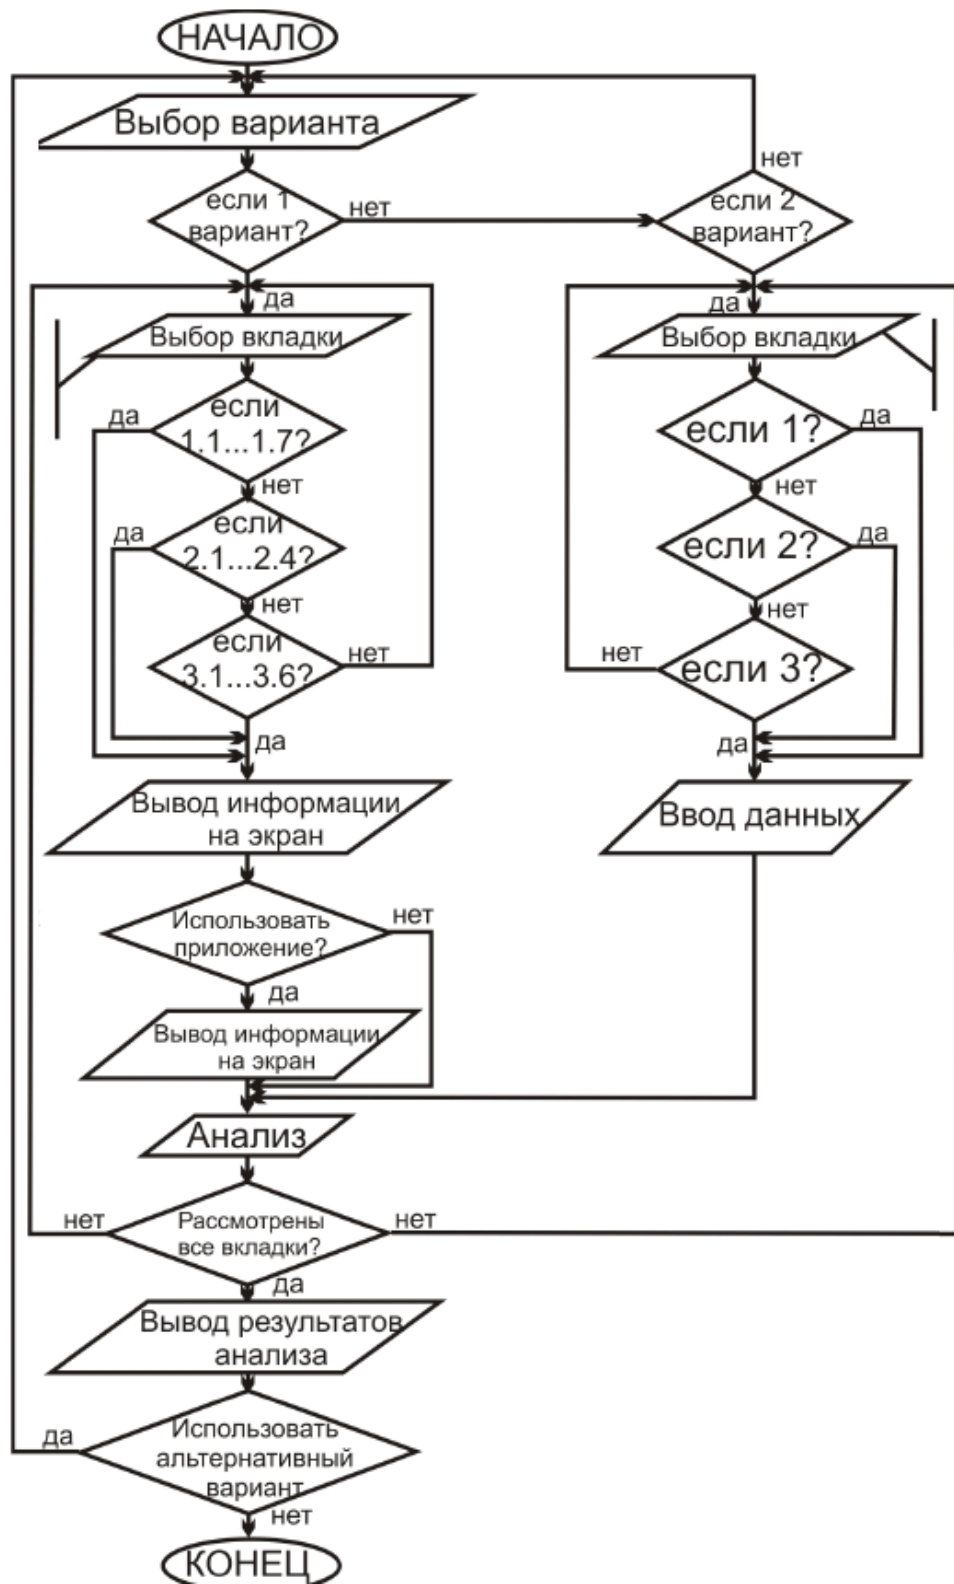 НАЧАЛО
Выбор варианта
нет
если 1
вариант?
нет
если 2
вариант?
да
да
Выбор вкладки
Выбор вкладки
да
если
1.1...1.7?
если 1?
да
нет
нет
да
если
2.1...2.4?
если 2?
да
нет
нет
если
3.1...3.6?
нет
нет
если 3?
да
да
Вывод информации
на экран
Ввод данных
Использовать
приложение?
нет
да
Вывод информации
на экран
Анализ
нет
Рассмотрены
все вкладки?
нет
да
Вывод результатов
анализа
да
Использовать
альтернативный
вариант
нет
КОНЕЦ